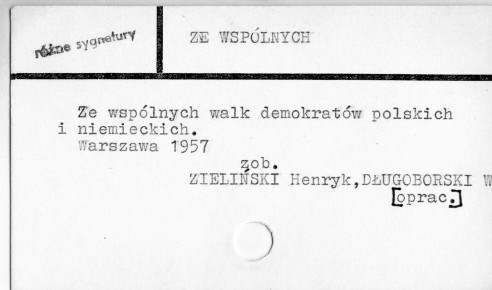 różne sygnatury
ZE WSPÓLNYCH
Ze wspólnych walk demokratów polskich
i niemieckich.
Warszawa 1957
zob.
ZIELIŃSKI Henryk,DŁUGOBORSKI W
[oprac.]